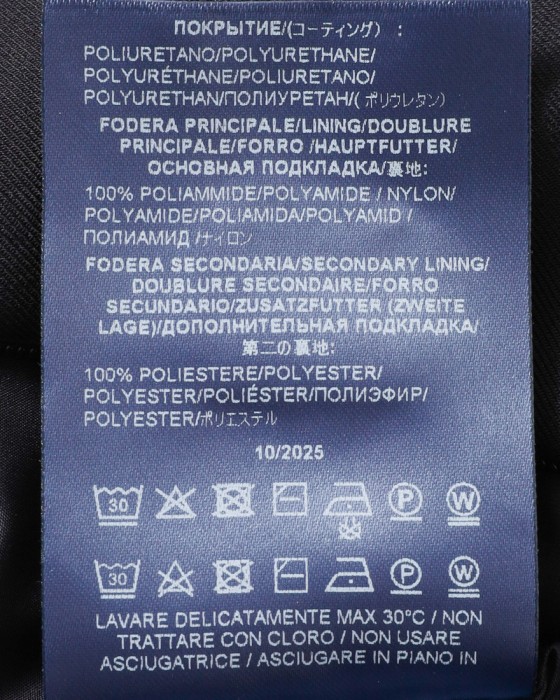 ПОКРЫТИЕ/(コーティング) :
POLIURETANO/POLYURETHANE/
POLYURÉTHANE/POLIURETANO/
POLYURETHAN/ПОЛИУРЕТАН/( ポリウレタン)
FODERA PRINCIPALE/LINING/DOUBLURE
PRINCIPALE/FORRO /HAUPTFUTTER/
ОСНОВНАЯ ПОДКЛАДКА/裏地:
100% POLIAMMIDE/POLYAMIDE / NYLON/
POLYAMIDE/POLIAMIDA/POLYAMID /
ПОЛИАМИД /ナイロン
FODERA SECONDARIA/SECONDARY LINING/
DOUBLURE SECONDAIRE/FORRO
SECUNDARIO/ZUSATZFUTTER (ZWEITE
LAGE)/ДОПОЛНИТЕЛЬНАЯ ПОДКЛАДКА/
第二の裏地:
100% POLIESTERE/POLYESTER/
POLYESTER/POLIÉSTER/ПОЛИЭФИР/
POLYESTER/ポリエステル
10/2025
30 P W
30 P W
LAVARE DELICATAMENTE MAX 30°C / NON
TRATTARE CON CLORO / NON USARE
ASCIUGATRICE / ASCIUGARE IN PIANO IN